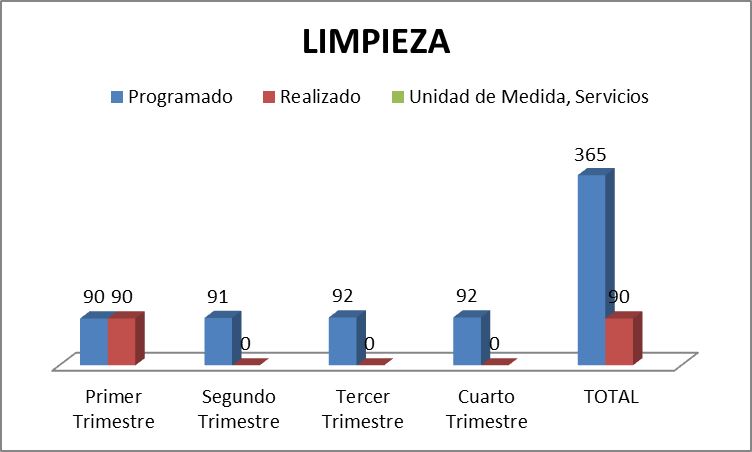 LIMPIEZA
Programado Realizado Unidad de Medida, Servicios
365
90 90 91 92 92 90
0 0 0
Primer Segundo Tercer Cuarto TOTAL
Trimestre Trimestre Trimestre Trimestre